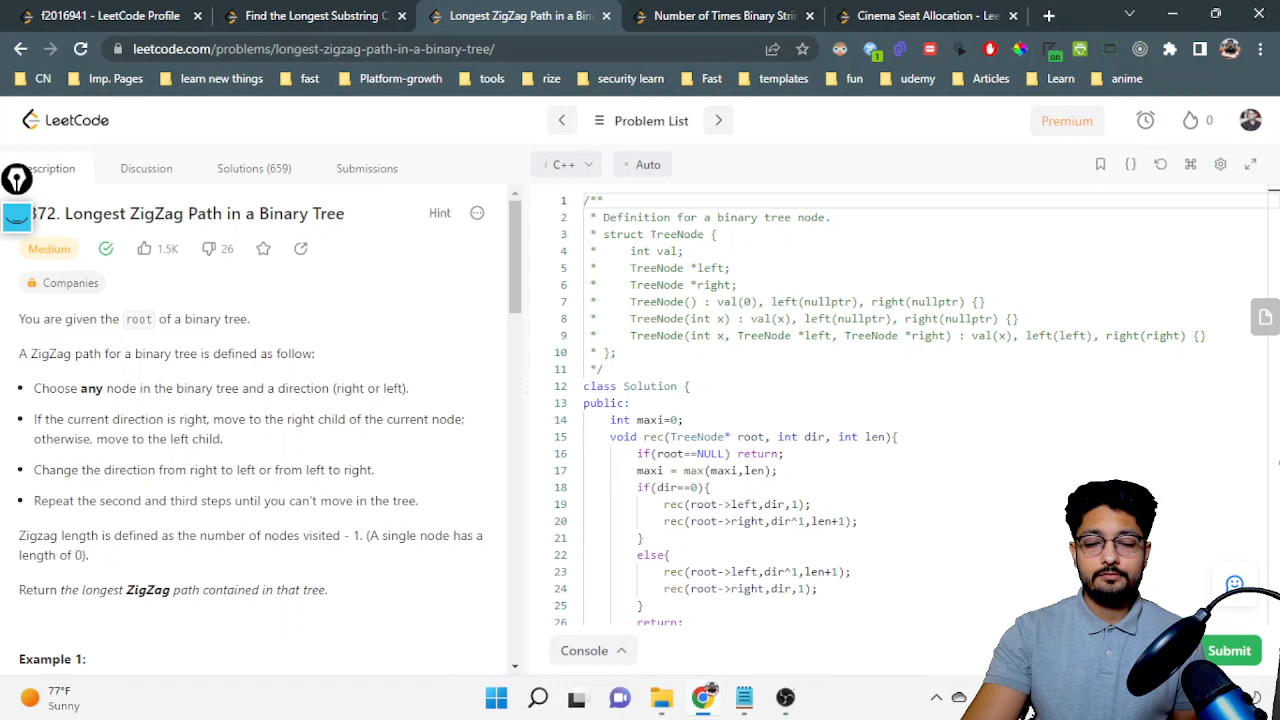 f2016941 - LeetCode Profile
Find the Longest Substring C
Longest ZigZag Path in a Binar
Number of Times Binary Strin
Cinema Seat Allocation - Lee
leetcode.com/problems/longest-zigzag-path-in-a-binary-tree/
1
on
CN
Imp. Pages
learn new things
fast
Platform-growth
tools
rise
security learn
Fast
templates
fun
udemy
Articles
Learn
anime
LeetCode
Problem List
Premium
0
escription
Discussion
Solutions (659)
Submissions
i C++
Auto
372. Longest ZigZag Path in a Binary Tree
Hint
Medium
1.5K
26
Companies
You are given the root of a binary tree.
A ZigZag path for a binary tree is defined as follow:
• Choose any node in the binary tree and a direction (right or left).
• If the current direction is right, move to the right child of the current node;
otherwise, move to the left child.
• Change the direction from right to left or from left to right.
• Repeat the second and third steps until you can't move in the tree.
Zigzag length is defined as the number of nodes visited - 1. (A single node has a
length of 0).
Return the longest ZigZag path contained in that tree.
Example 1:
1 /**
2 * Definition for a binary tree node.
3 * struct TreeNode {
4 * int val;
5 * TreeNode *left;
6 * TreeNode *right;
7 * TreeNode() : val(0), left(nullptr), right(nullptr) {}
8 * TreeNode(int x) : val(x), left(nullptr), right(nullptr) {}
9 * TreeNode(int x, TreeNode *left, TreeNode *right) : val(x), left(left), right(right) {}
10 * };
11 */
12 class Solution {
13 public:
14 int maxi=0;
15 void rec(TreeNode* root, int dir, int len){
16 if(root==NULL) return;
17 maxi = max(maxi,len);
18 if(dir==0){
19 rec(root->left,dir,1);
20 rec(root->right,dir^1,len+1);
21 }
22 else{
23 rec(root->left,dir^1,len+1);
24 rec(root->right,dir,1);
25 }
26 return;
Console
Submit
77°F
Sunny